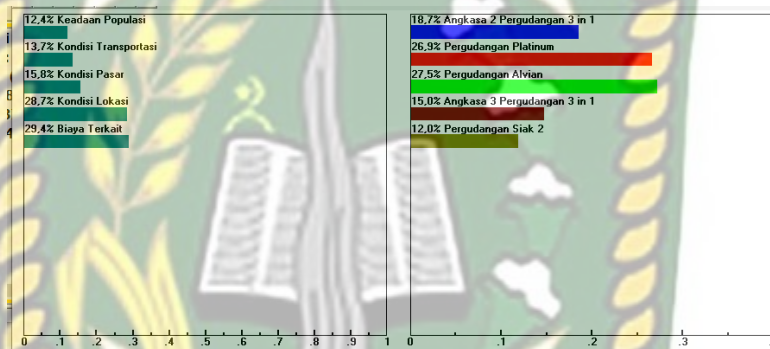 12,4% Keadaan Populasi
13,7% Kondisi Transportasi
15,8% Kondisi Pasar
28,7% Kondisi Lokasi
29,4% Biaya Terkait
0 .1 .2 .3 .4 .5 .6 .7 .8 .9 1
18,7% Angkasa 2 Pergudangan 3 in 1
26,9% Pergudangan Platinum
27,5% Pergudangan Alvian
15,0% Angkasa 3 Pergudangan 3 in 1
12,0% Pergudangan Siak 2
0 .1 .2 .3